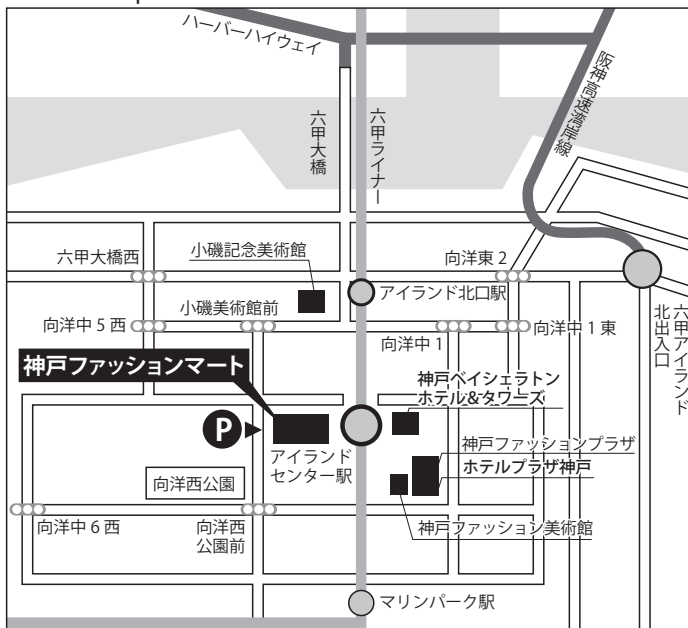 ハーバーハイウェイ
阪神高速湾岸線
六甲大橋
六甲ライナー
六甲大橋西
小磯記念美術館
向洋東2
アイランド北口駅
小磯美術館前
向洋中5西
向洋中1
向洋中1東
六甲アイランド
北出入口
神戸ファッションマート
神戸ベイシェラトン
ホテル&タワーズ
P
アイランド
センター駅
神戸ファッションプラザ
ホテルプラザ神戸
向洋西公園
向洋中6西
向洋西
公園前
神戸ファッション美術館
マリンパーク駅